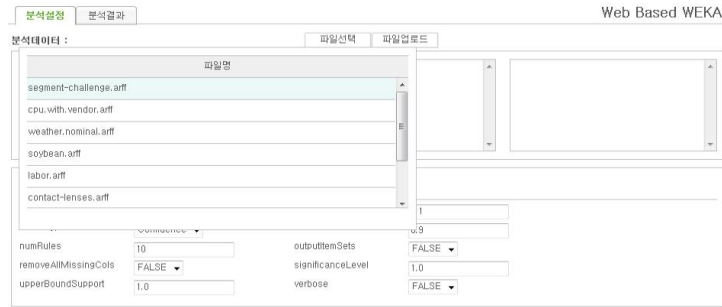 분석설정 분석결과 Web Based WEKA
분석데이터 : 파일선택 파일업로드
파일명
segment-challenge.arff
cpu.with.vendor.arff
weather.nominal.arff
soybean.arff
labor.arff
contact-lenses.arff
numRules 10 outputItemSets FALSE
removeAllMissingCols FALSE significanceLevel 1.0
upperBoundSupport 1.0 verbose FALSE